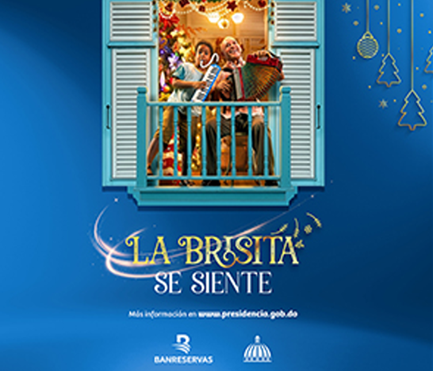 LA BRISITA
SE SIENTE
Más información en www.presidencia.gob.do
BANRESERVAS